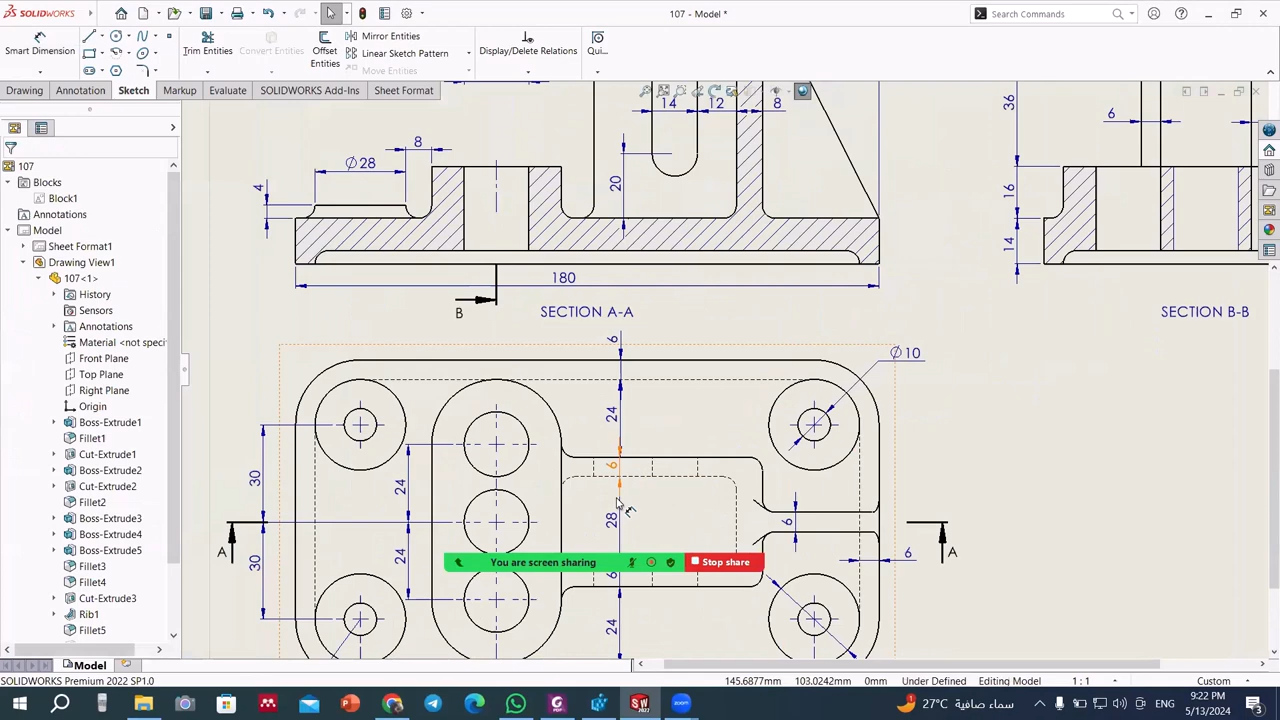 SOLIDWORKS
107 - Model *
Search Commands
Smart Dimension
Trim Entities
Convert Entities
Offset Entities
Mirror Entities
Linear Sketch Pattern
Move Entities
Display/Delete Relations
Qui...
Drawing
Annotation
Sketch
Markup
Evaluate
SOLIDWORKS Add-Ins
Sheet Format
107
Blocks
Block1
Annotations
Model
Sheet Format1
Drawing View1
107<1>
History
Sensors
Annotations
Material <not speci
Front Plane
Top Plane
Right Plane
Origin
Boss-Extrude1
Fillet1
Cut-Extrude1
Boss-Extrude2
Cut-Extrude2
Fillet2
Boss-Extrude3
Boss-Extrude4
Boss-Extrude5
Fillet3
Fillet4
Cut-Extrude3
Rib1
Fillet5
14
12
8
36
6
8
Ø28
4
20
16
14
180
B
SECTION A-A
SECTION B-B
6
Ø10
24
6
30
24
28
6
A
A
30
24
6
6
24
You are screen sharing
Stop share
Model
SOLIDWORKS Premium 2022 SP1.0
145.6877mm
103.0242mm
0mm
Under Defined
Editing Model
1 : 1
Custom
27°C
سماء صافية
ENG
9:22 PM
5/13/2024
3